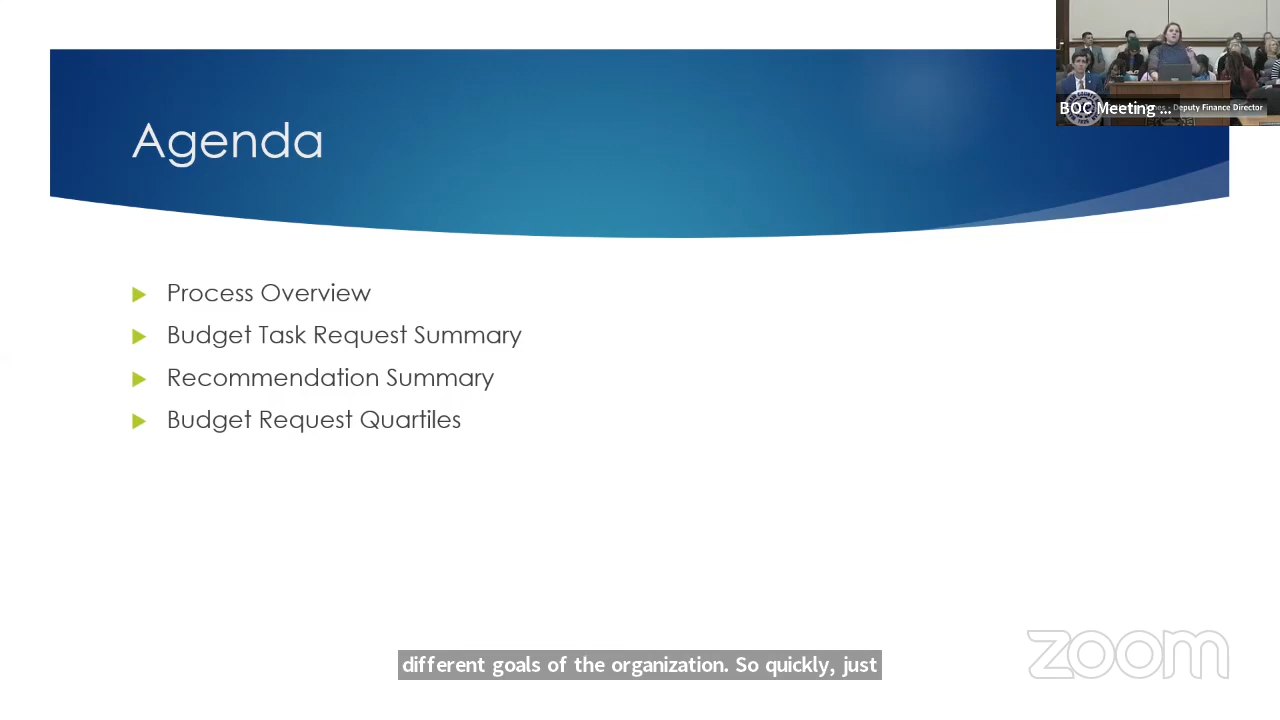 Agenda
BOC Meeting ...
- Deputy Finance Director
Process Overview
Budget Task Request Summary
Recommendation Summary
Budget Request Quartiles
different goals of the organization. So quickly, just
zoom